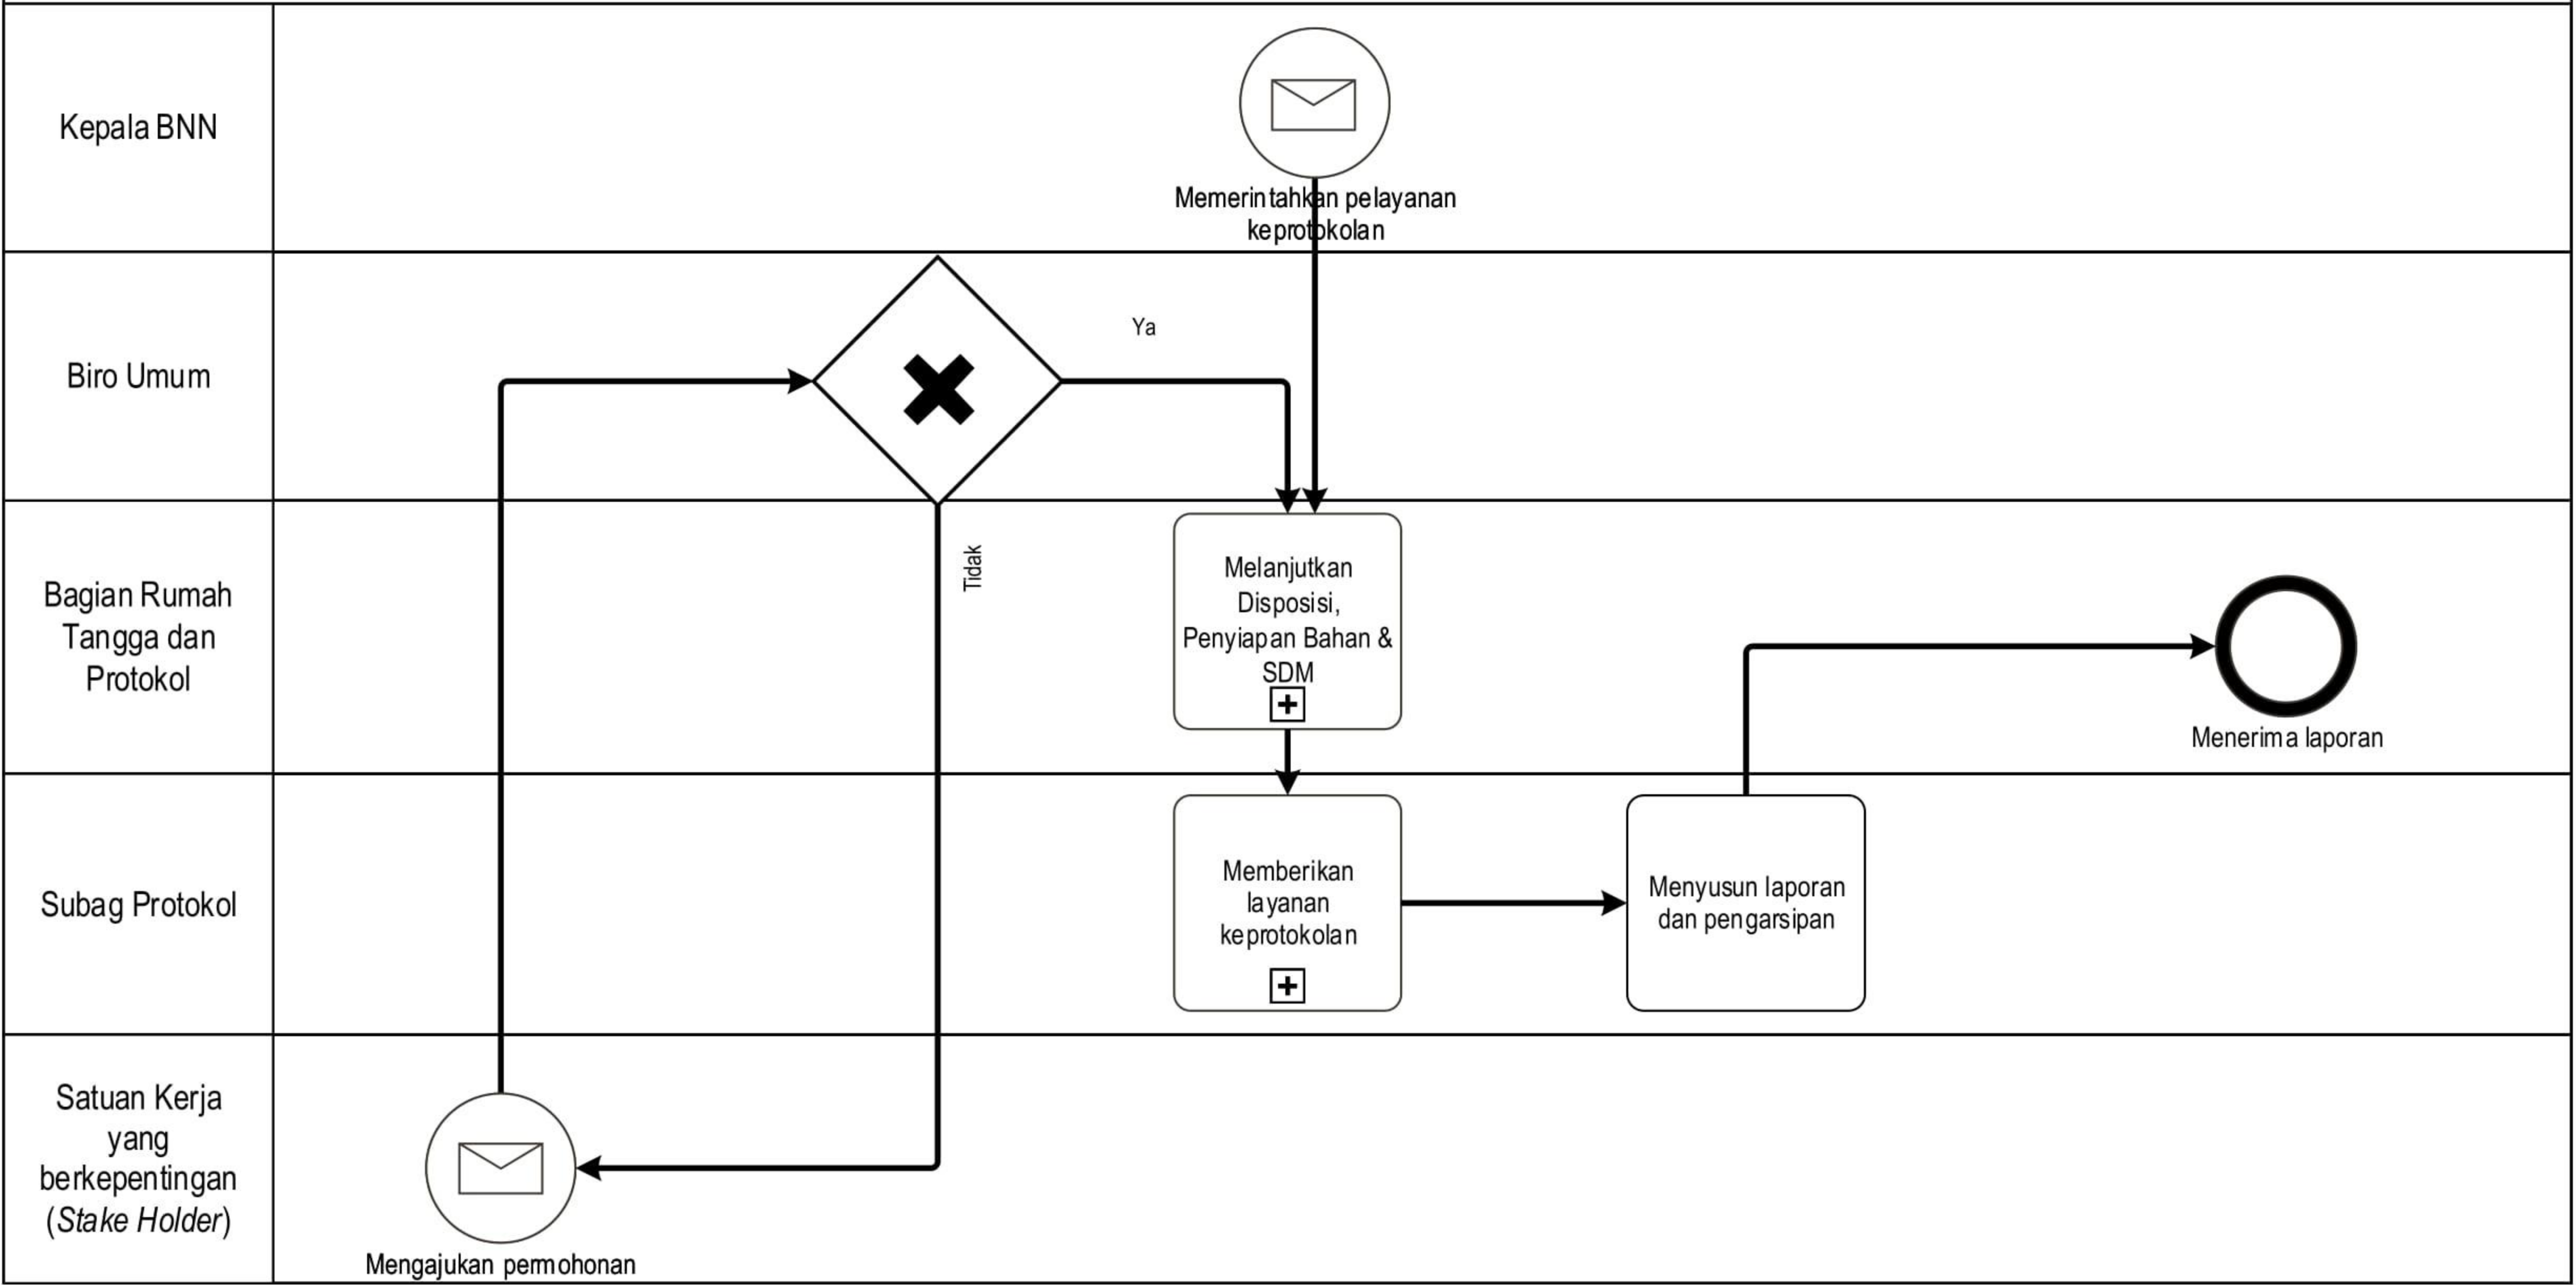 Kepala BNN
Memerintahkan pelayanan
keprotokolan
Biro Umum
Ya
Bagian Rumah
Tangga dan
Protokol
Tidak
Melanjutkan
Disposisi,
Penyiapan Bahan &
SDM
Menerima laporan
Subag Protokol
Memberikan
layanan
keprotokolan
Menyusun laporan
dan pengarsipan
Satuan Kerja
yang
berkepentingan
(Stake Holder)
Mengajukan permohonan